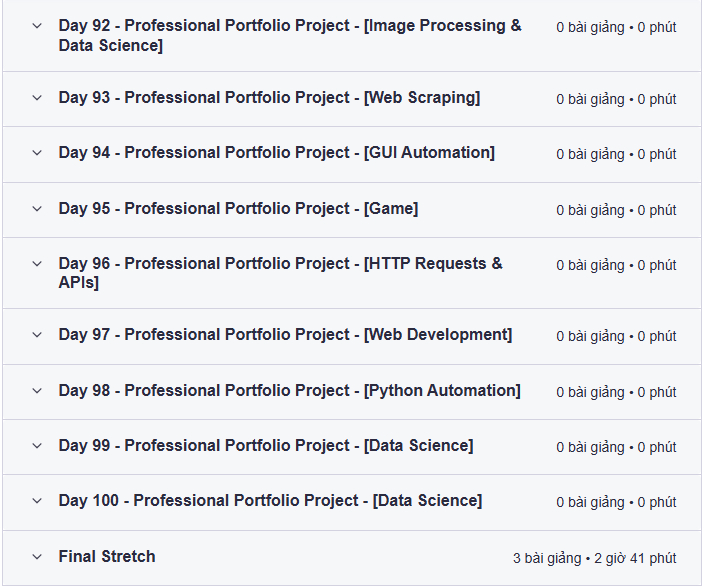 Day 92 - Professional Portfolio Project - [Image Processing & 0 bài giảng • 0 phút
Data Science]
Day 93 - Professional Portfolio Project - [Web Scraping] 0 bài giảng • 0 phút
Day 94 - Professional Portfolio Project - [GUI Automation] 0 bài giảng • 0 phút
Day 95 - Professional Portfolio Project - [Game] 0 bài giảng • 0 phút
Day 96 - Professional Portfolio Project - [HTTP Requests & 0 bài giảng • 0 phút
APIs]
Day 97 - Professional Portfolio Project - [Web Development] 0 bài giảng • 0 phút
Day 98 - Professional Portfolio Project - [Python Automation] 0 bài giảng • 0 phút
Day 99 - Professional Portfolio Project - [Data Science] 0 bài giảng • 0 phút
Day 100 - Professional Portfolio Project - [Data Science] 0 bài giảng • 0 phút
Final Stretch 3 bài giảng • 2 giờ 41 phút